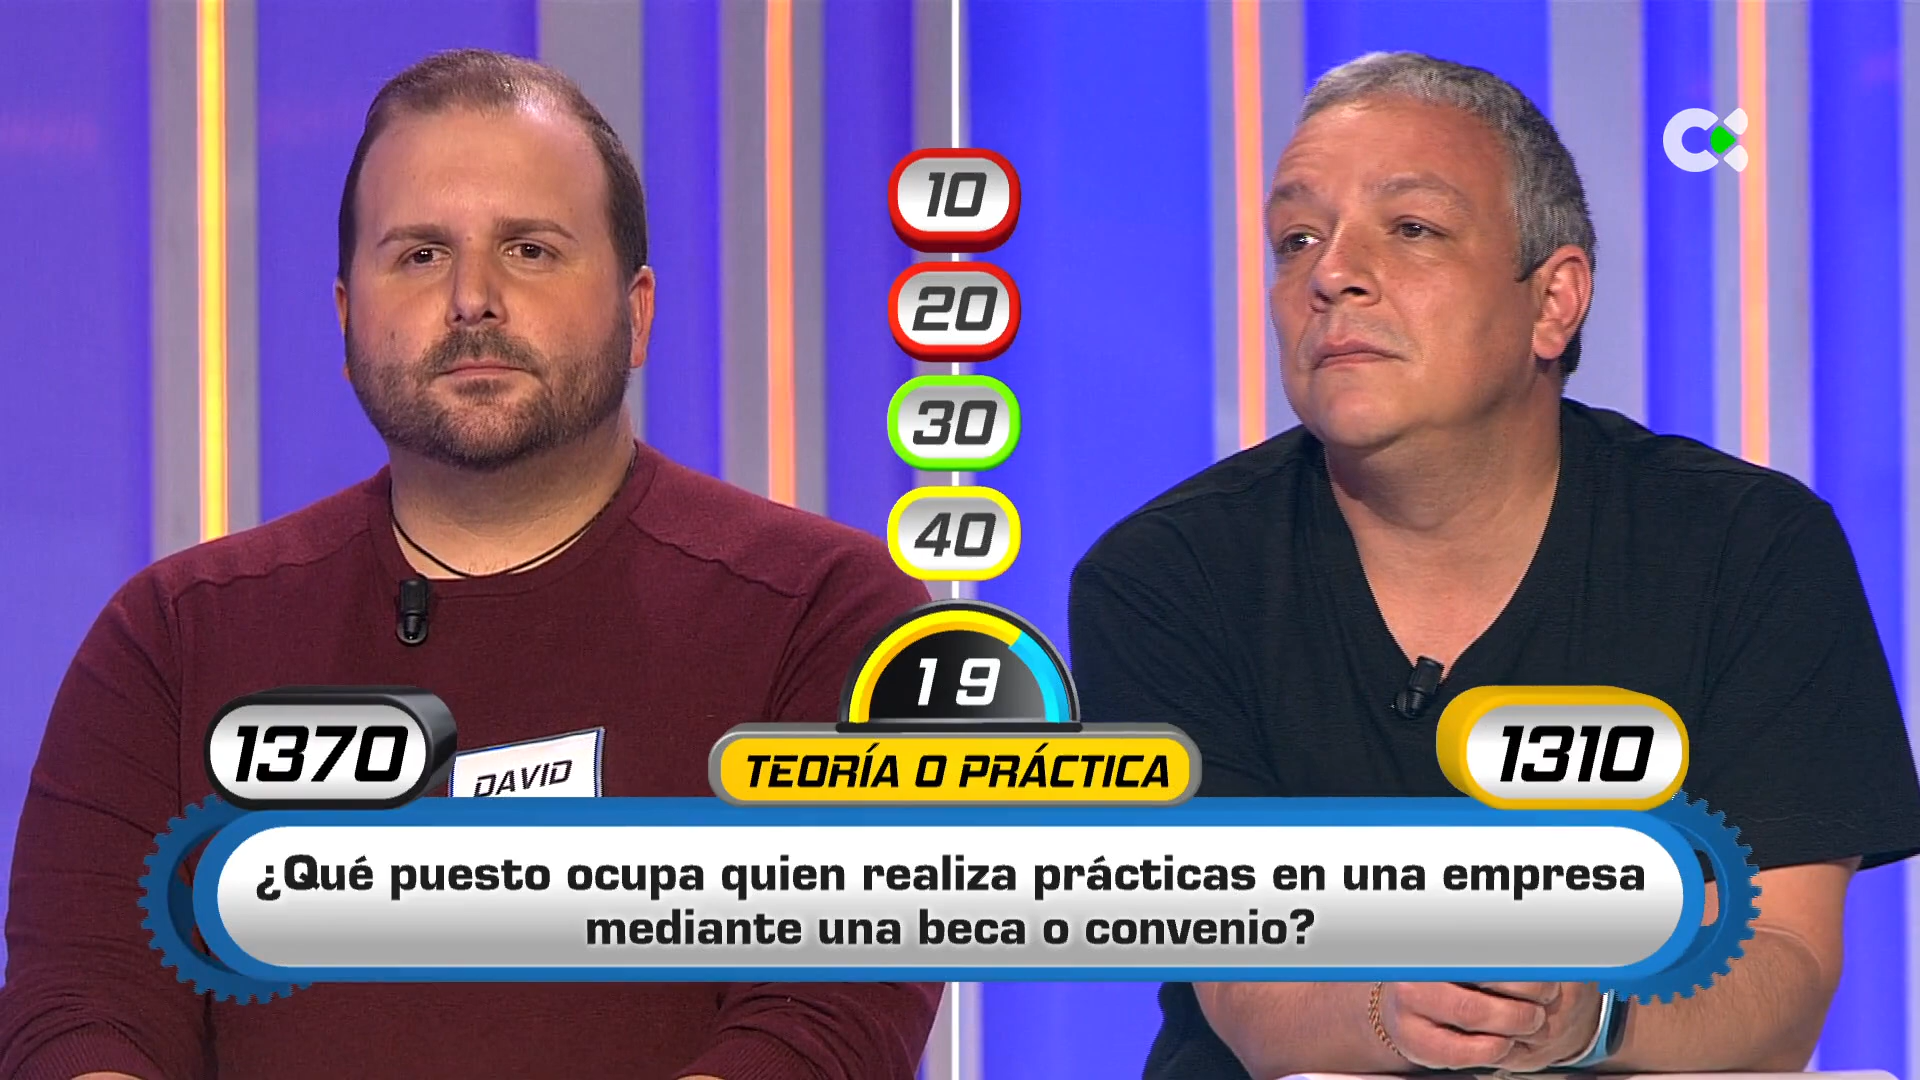 10
20
30
40
19
1370
DAVID
TEORÍA O PRÁCTICA
1310
¿Qué puesto ocupa quien realiza prácticas en una empresa
mediante una beca o convenio?